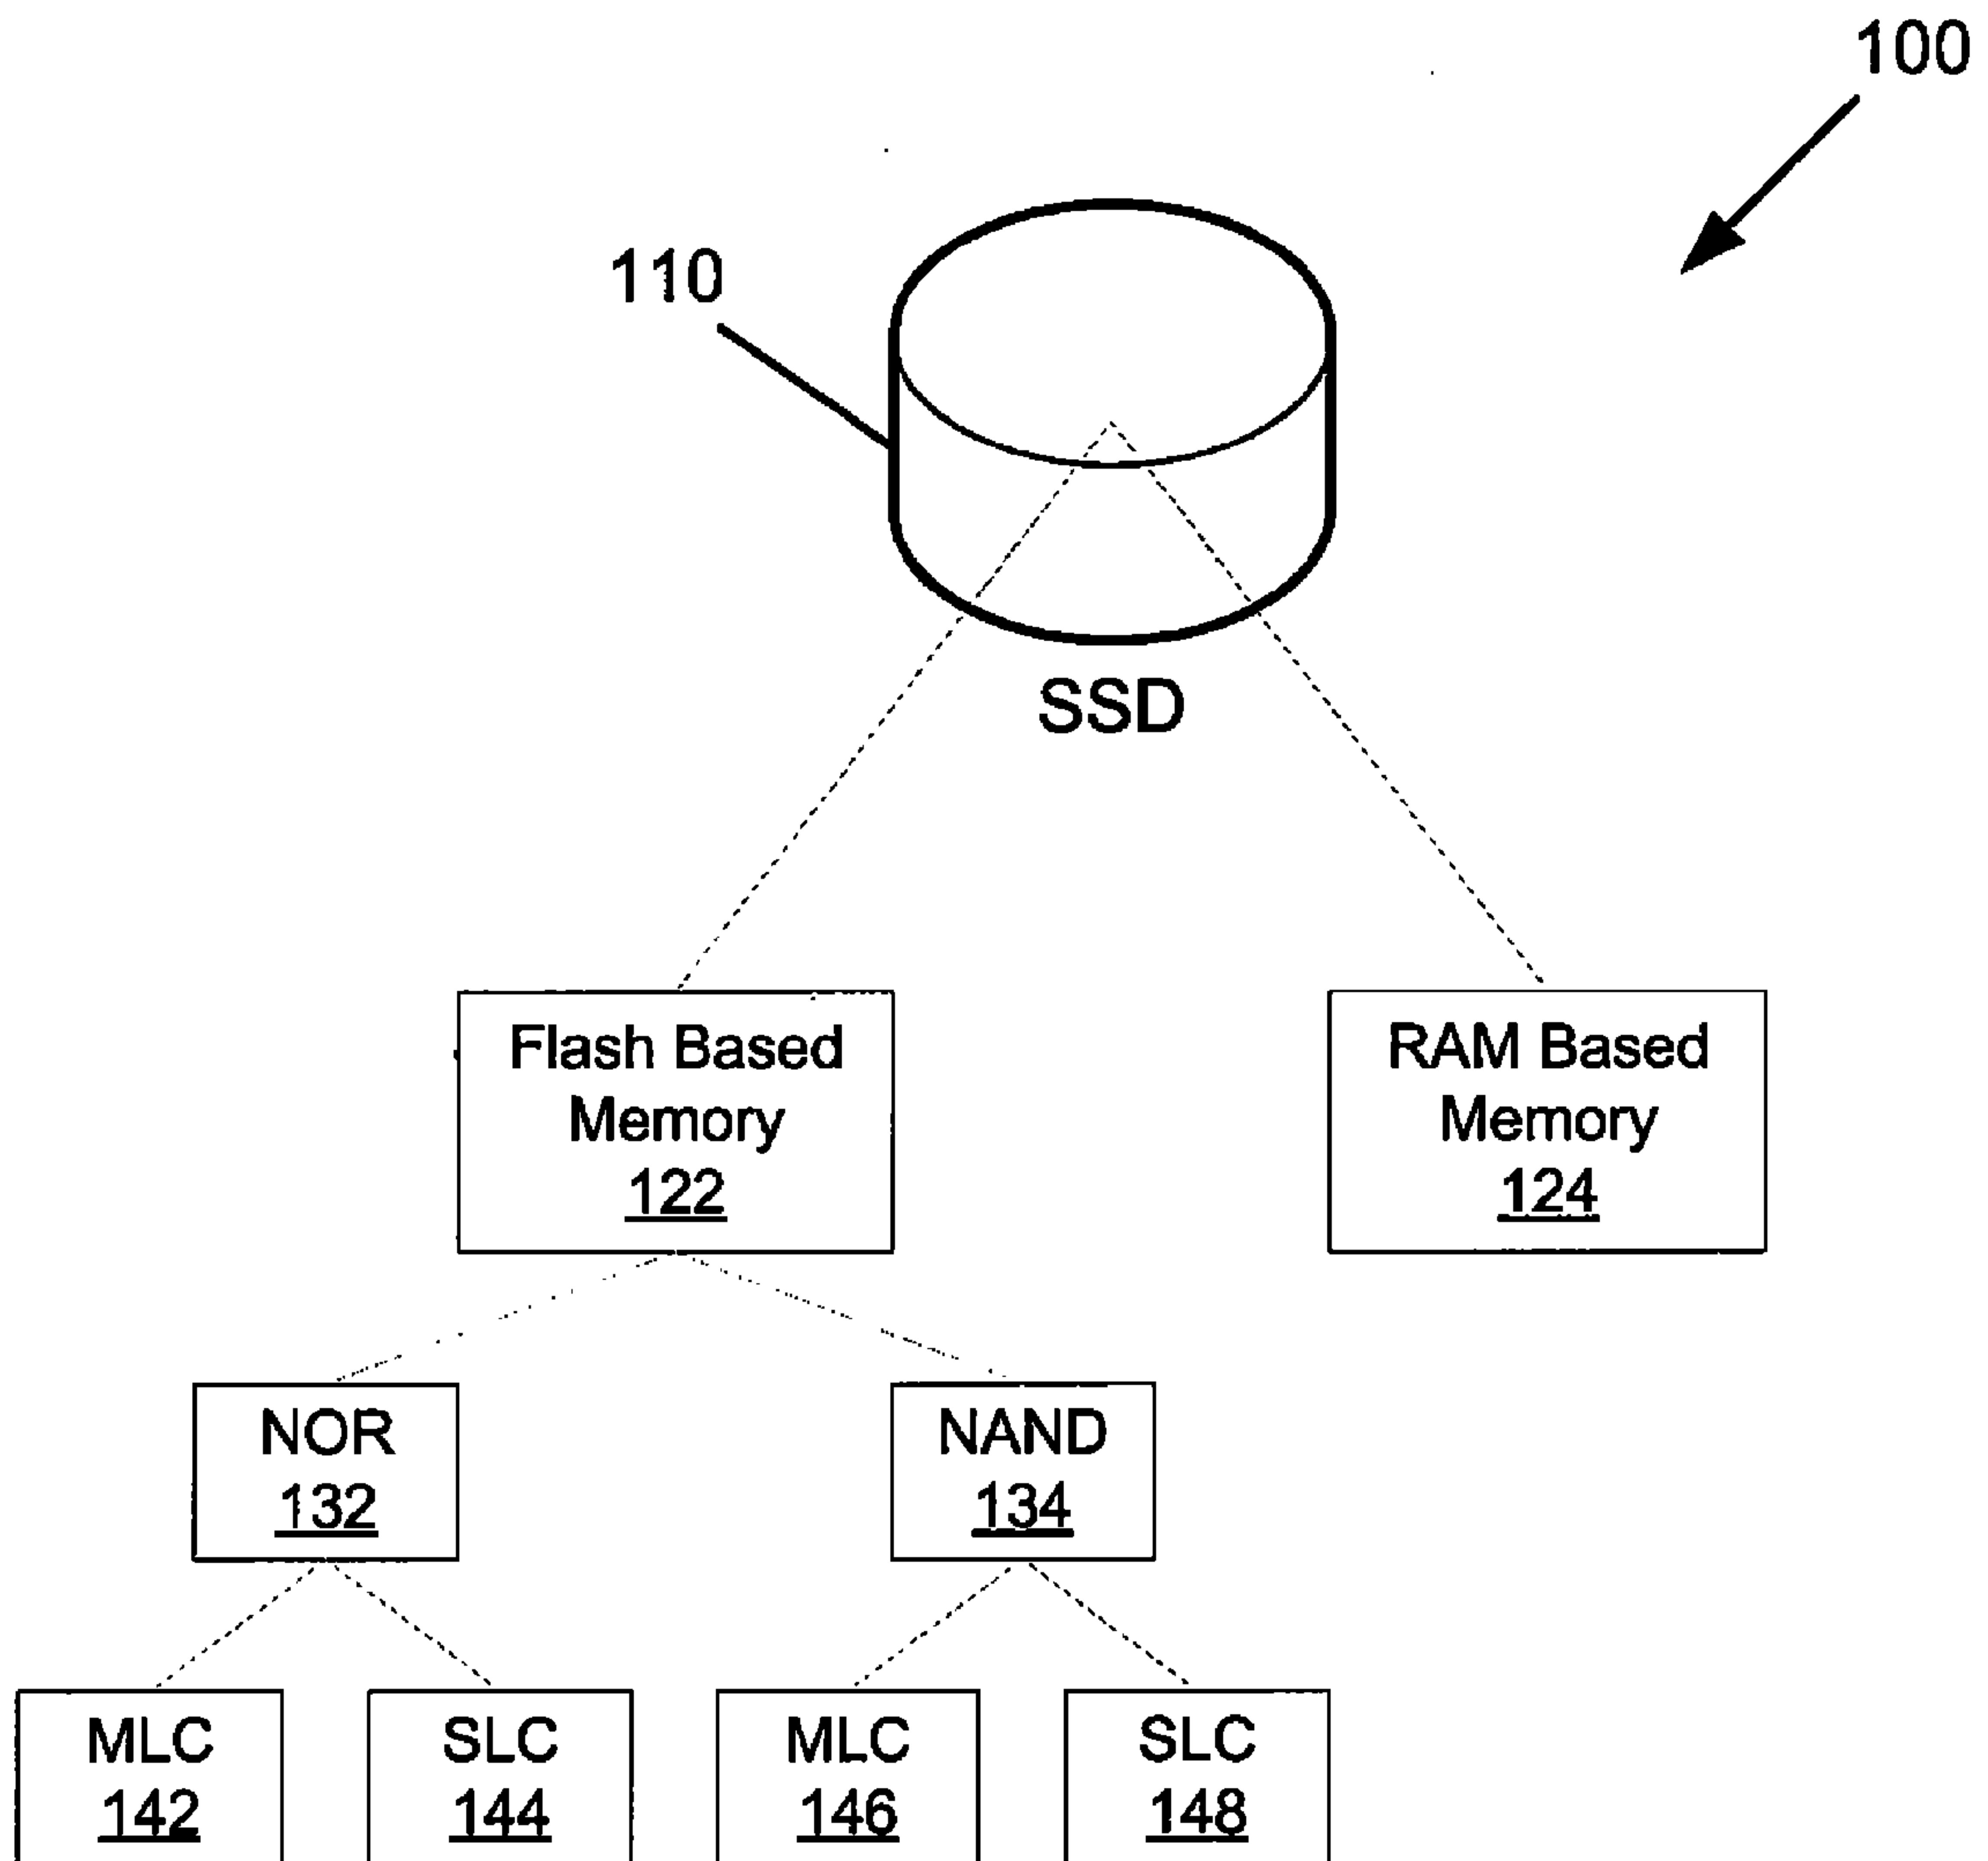 100
110
SSD
Flash Based
Memory
122
RAM Based
Memory
124
NOR
132
NAND
134
MLC
142
SLC
144
MLC
146
SLC
148